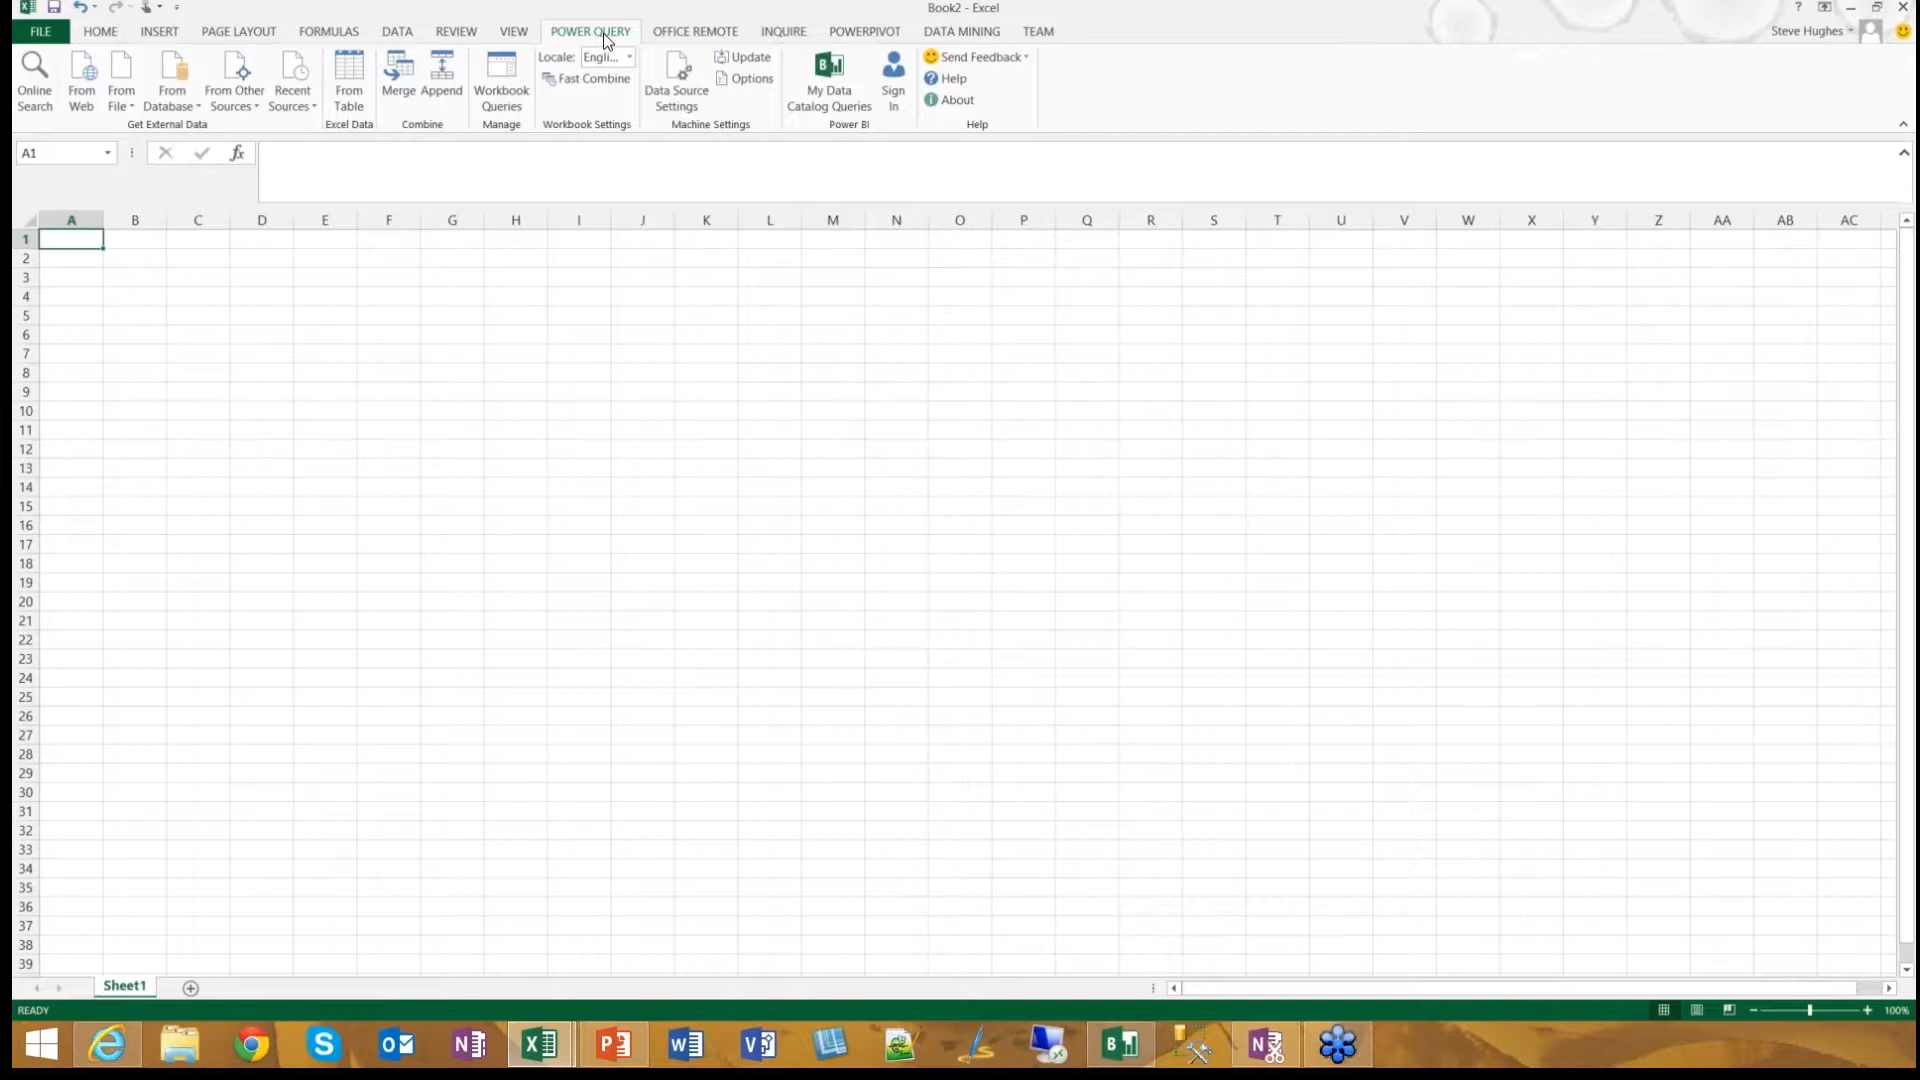 Book2 - Excel
?
FILE HOME INSERT PAGE LAYOUT FORMULAS DATA REVIEW VIEW POWER QUERY OFFICE REMOTE INQUIRE POWERPIVOT DATA MINING TEAM
Steve Hughes
Online Search
From Web
From File
From Database
From Other Sources
Recent Sources
Get External Data
From Table
Excel Data
Merge
Append
Combine
Workbook Queries
Manage
Locale: Engli...
Fast Combine
Workbook Settings
Data Source Settings
Update
Options
Machine Settings
My Data Catalog Queries
Sign In
Power BI
Send Feedback
Help
About
Help
A1
fx
A B C D E F G H I J K L M N O P Q R S T U V W X Y Z AA AB AC
1
2
3
4
5
6
7
8
9
10
11
12
13
14
15
16
17
18
19
20
21
22
23
24
25
26
27
28
29
30
31
32
33
34
35
36
37
38
39
Sheet1
READY
100%